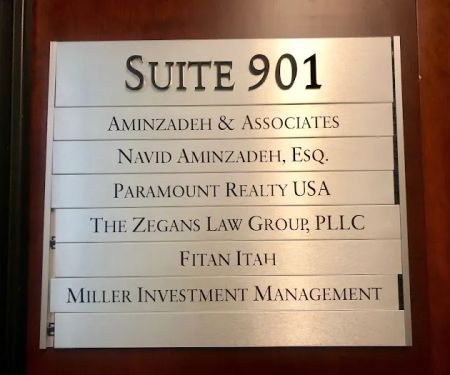 SUITE 901
AMINZADEH & ASSOCIATES
NAVID AMINZADEH, ESQ.
PARAMOUNT REALTY USA
THE ZEGANS LAW GROUP, PLLC
FITAN ITAH
MILLER INVESTMENT MANAGEMENT